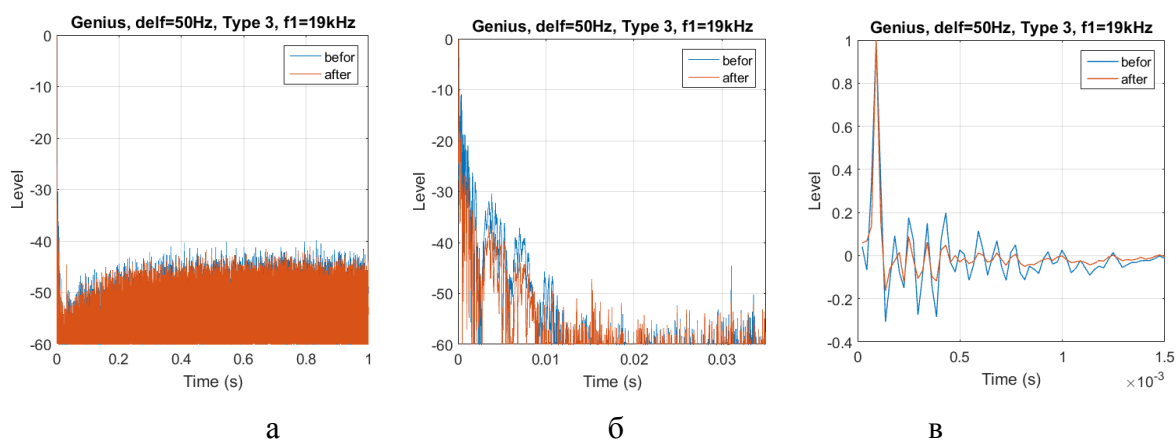 Genius, delf=50Hz, Type 3, f1=19kHz
0
-10
-20
-30
-40
-50
-60
Level
befor
after
0
0.2
0.4
0.6
0.8
1
Time (s)
а
Genius, delf=50Hz, Type 3, f1=19kHz
0
-10
-20
-30
-40
-50
-60
Level
befor
after
0
0.01
0.02
0.03
Time (s)
б
Genius, delf=50Hz, Type 3, f1=19kHz
1
0.8
0.6
0.4
0.2
0
-0.2
-0.4
Level
befor
after
0
0.5
1
1.5
Time (s)
×10⁻³
в